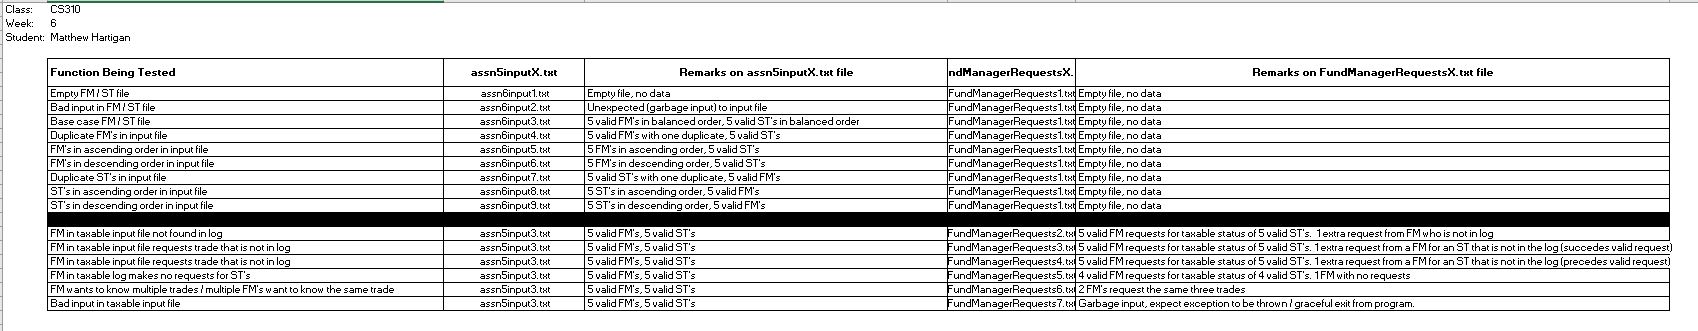 Class: CS310
Week: 6
Student: Matthew Hartigan
Function Being Tested assn5inputX.txt Remarks on assn5inputX.txt file ndManagerRequestsX. Remarks on FundManagerRequestsX.txt file
Empty FM / ST file assn6input1.txt Empty file, no data FundManagerRequests1.txt Empty file, no data
Bad input in FM / ST file assn6input2.txt Unexpected (garbage input) to input file FundManagerRequests1.txt Empty file, no data
Base case FM / ST file assn6input3.txt 5 valid FM's in balanced order, 5 valid ST's in balanced order FundManagerRequests1.txt Empty file, no data
Duplicate FM's in input file assn6input4.txt 5 valid FM's with one duplicate, 5 valid ST's FundManagerRequests1.txt Empty file, no data
FM's in ascending order in input file assn6input5.txt 5 FM's in ascending order, 5 valid ST's FundManagerRequests1.txt Empty file, no data
FM's in descending order in input file assn6input6.txt 5 FM's in descending order, 5 valid ST's FundManagerRequests1.txt Empty file, no data
Duplicate ST's in input file assn6input7.txt 5 valid ST's with one duplicate, 5 valid FM's FundManagerRequests1.txt Empty file, no data
ST's in ascending order in input file assn6input8.txt 5 ST's in ascending order, 5 valid FM's FundManagerRequests1.txt Empty file, no data
ST's in descending order in input file assn6input9.txt 5 ST's in descending order, 5 valid FM's FundManagerRequests1.txt Empty file, no data
FM in taxable input file not found in log assn5input3.txt 5 valid FM's, 5 valid ST's FundManagerRequests2.txt 5 valid FM requests for taxable status of 5 valid ST's. 1 extra request from FM who is not in log
FM in taxable input file requests trade that is not in log assn5input3.txt 5 valid FM's, 5 valid ST's FundManagerRequests3.txt 5 valid FM requests for taxable status of 5 valid ST's. 1 extra request from a FM for an ST that is not in the log (succedes valid request)
FM in taxable input file requests trade that is not in log assn5input3.txt 5 valid FM's, 5 valid ST's FundManagerRequests4.txt 5 valid FM requests for taxable status of 5 valid ST's. 1 extra request from a FM for an ST that is not in the log (precedes valid request)
FM in taxable log makes no requests for ST's assn5input3.txt 5 valid FM's, 5 valid ST's FundManagerRequests5.txt 4 valid FM requests for taxable status of 4 valid ST's. 1 FM with no requests
FM wants to know multiple trades / multiple FM's want to know the same trade assn5input3.txt 5 valid FM's, 5 valid ST's FundManagerRequests6.txt 2 FM's request the same three trades
Bad input in taxable input file assn5input3.txt 5 valid FM's, 5 valid ST's FundManagerRequests7.txt Garbage input, expect exception to be thrown / graceful exit from program.